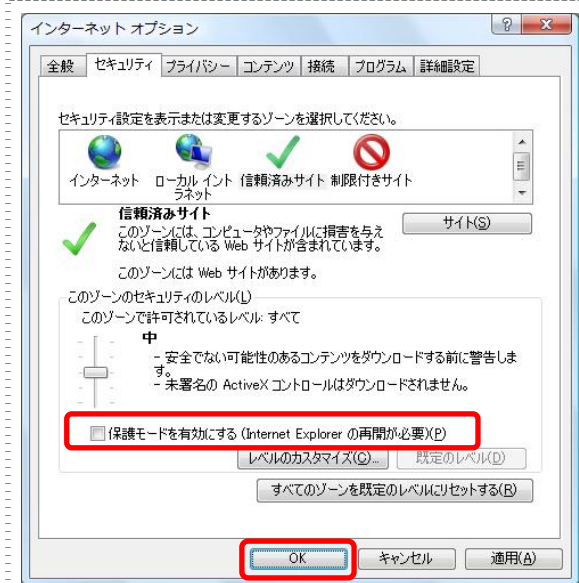 インターネット オプション
全般 セキュリティ プライバシー コンテンツ 接続 プログラム 詳細設定
セキュリティ設定を表示または変更するゾーンを選択してください。
インターネット ローカル イントラネット 信頼済みサイト 制限付きサイト
信頼済みサイト
このゾーンには、コンピュータやファイルに損害を与え
ないと信頼している Web サイトが含まれています。
サイト(S)
このゾーンには Web サイトがあります。
このゾーンのセキュリティのレベル(L)
このゾーンで許可されているレベル: すべて
中
- 安全でない可能性のあるコンテンツをダウンロードする前に警告しま
す。
- 未署名の ActiveX コントロールはダウンロードされません。
保護モードを有効にする (Internet Explorer の再開が必要)(P)
レベルのカスタマイズ(C)... 既定のレベル(D)
すべてのゾーンを既定のレベルにリセットする(R)
OK キャンセル 適用(A)